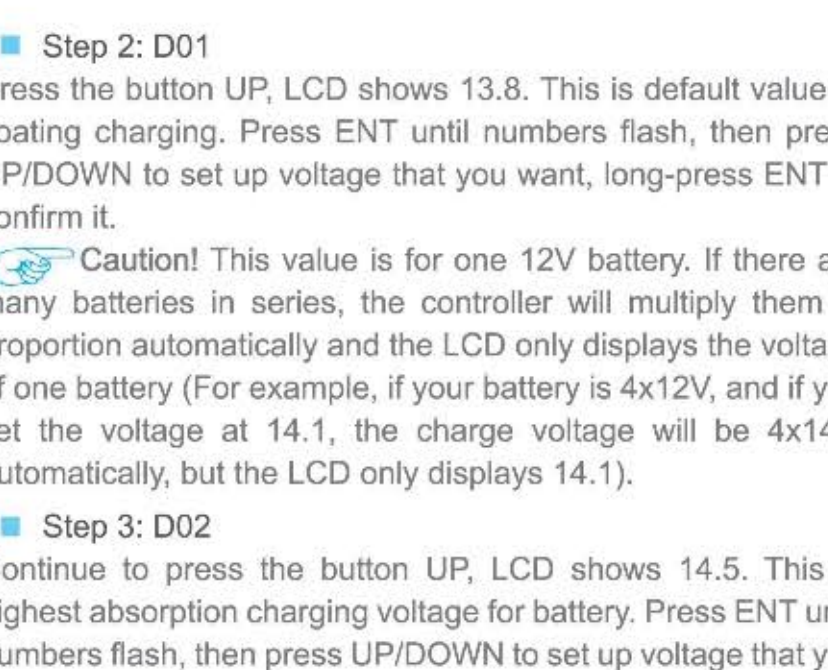 Step 2: D01
ress the button UP, LCD shows 13.8. This is default value
oating charging. Press ENT until numbers flash, then pre
P/DOWN to set up voltage that you want, long-press ENT
onfirm it.
Caution! This value is for one 12V battery. If there a
nany batteries in series, the controller will multiply them
roportion automatically and the LCD only displays the volta
f one battery (For example, if your battery is 4x12V, and if y
et the voltage at 14.1, the charge voltage will be 4x14
utomatically, but the LCD only displays 14.1).
Step 3: D02
ontinue to press the button UP, LCD shows 14.5. This
ighest absorption charging voltage for battery. Press ENT un
umbers flash, then press UP/DOWN to set up voltage that y